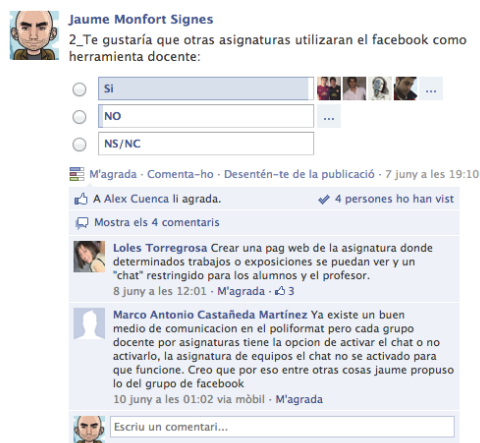 Jaume Monfort Signes
2_Te gustaría que otras asignaturas utilizaran el facebook como
herramienta docente:
Si
...
NO
...
NS/NC
M'agrada · Comenta-ho · Desentén-te de la publicació · 7 juny a les 19:10
A Alex Cuenca li agrada.
4 persones ho han vist
Mostra els 4 comentaris
Loles Torregrosa Crear una pag web de la asignatura donde
determinados trabajos o exposiciones se puedan ver y un
"chat" restringido para los alumnos y el profesor.
8 juny a les 12:01 · M'agrada · 3
Marco Antonio Castañeda Martínez Ya existe un buen
medio de comunicacion en el poliformat pero cada grupo
docente por asignaturas tiene la opcion de activar el chat o no
activarlo, la asignatura de equipos el chat no se activado para
que funcione. Creo que por eso entre otras cosas jaume propuso
lo del grupo de facebook
10 juny a les 01:02 via mòbil · M'agrada
Escriu un comentari...